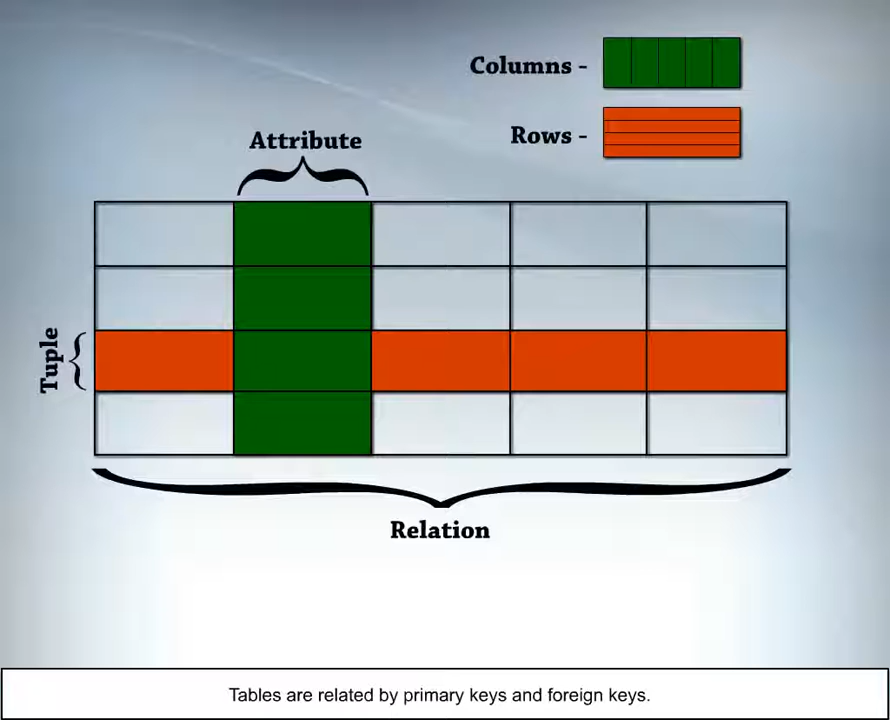 Columns -
Rows -
Attribute
Tuple
Relation
Tables are related by primary keys and foreign keys.